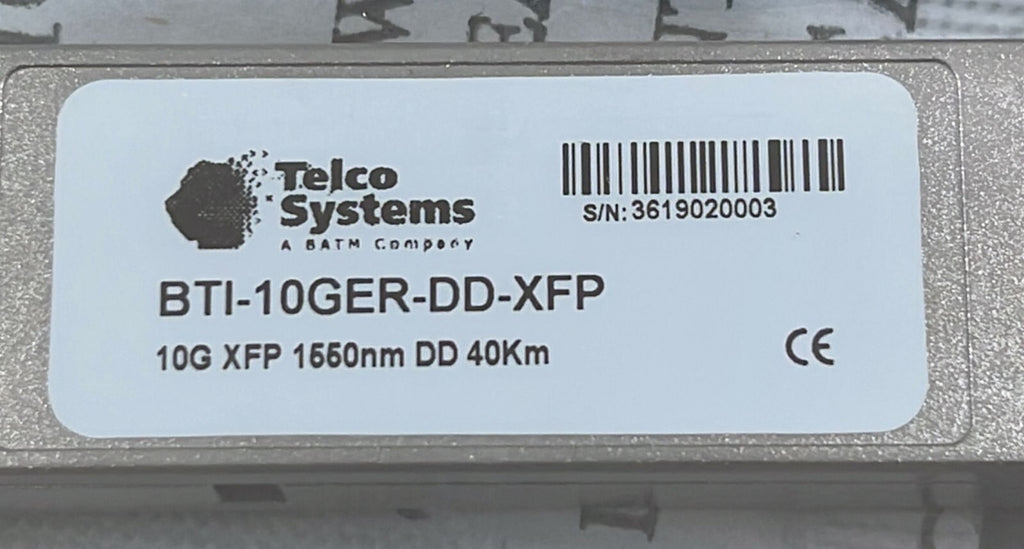 Telco
Systems
A BATM Company
S/N: 3619020003
BTI-10GER-DD-XFP
10G XFP 1550nm DD 40Km
CE